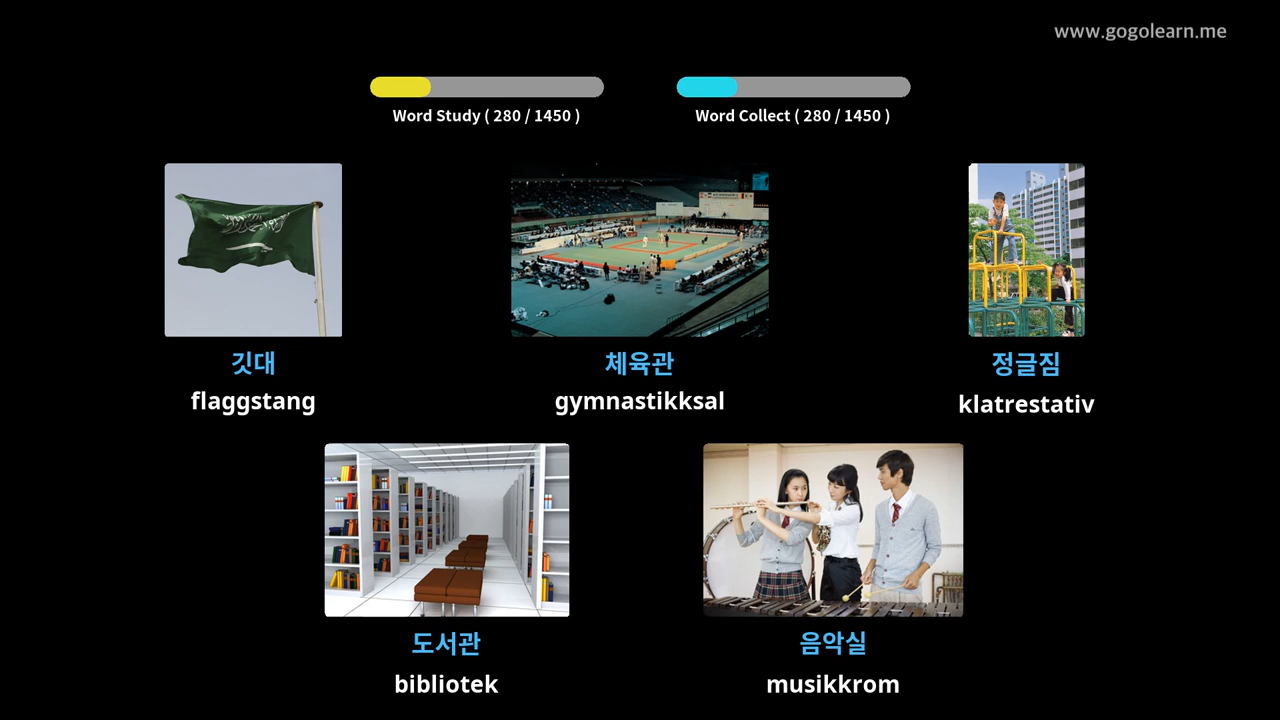 www.gogolearn.me
Word Study ( 280 / 1450 )
Word Collect ( 280 / 1450 )
깃대
flaggstang
체육관
gymnastikksal
정글짐
klatrestativ
도서관
bibliotek
음악실
musikkrom